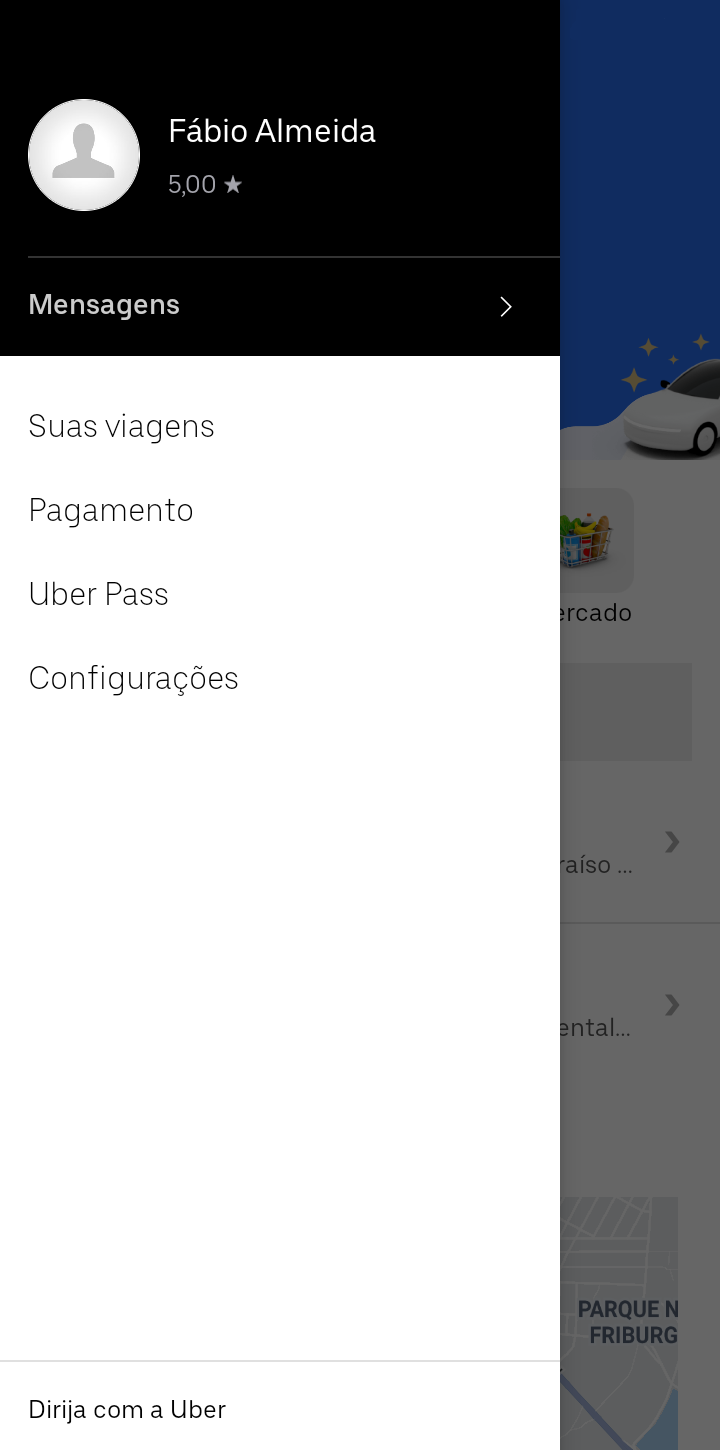 Fábio Almeida
5,00 ★
Mensagens
Suas viagens
Pagamento
Uber Pass
Configurações
ercado
raíso ...
ental...
PARQUE N
FRIBURG
Dirija com a Uber